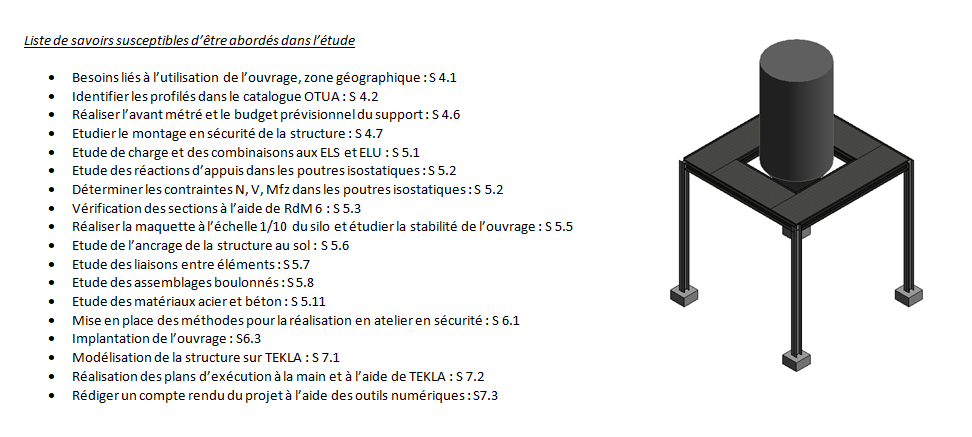 Liste de savoirs susceptibles d'être abordés dans l'étude
• Besoins liés à l'utilisation de l'ouvrage, zone géographique : S 4.1
• Identifier les profilés dans le catalogue OTUA : S 4.2
• Réaliser l'avant métré et le budget prévisionnel du support : S 4.6
• Etudier le montage en sécurité de la structure : S 4.7
• Etude de charge et des combinaisons aux ELS et ELU : S 5.1
• Etude des réactions d'appuis dans les poutres isostatiques : S 5.2
• Déterminer les contraintes N, V, Mfz dans les poutres isostatiques : S 5.2
• Vérification des sections à l'aide de RdM 6 : S 5.3
• Réaliser la maquette à l'échelle 1/10 du silo et étudier la stabilité de l'ouvrage : S 5.5
• Etude de l'ancrage de la structure au sol : S 5.6
• Etude des liaisons entre éléments : S 5.7
• Etude des assemblages boulonnés : S 5.8
• Etude des matériaux acier et béton : S 5.11
• Mise en place des méthodes pour la réalisation en atelier en sécurité : S 6.1
• Implantation de l'ouvrage : S6.3
• Modélisation de la structure sur TEKLA : S 7.1
• Réalisation des plans d'exécution à la main et à l'aide de TEKLA : S 7.2
• Rédiger un compte rendu du projet à l'aide des outils numériques : S7.3